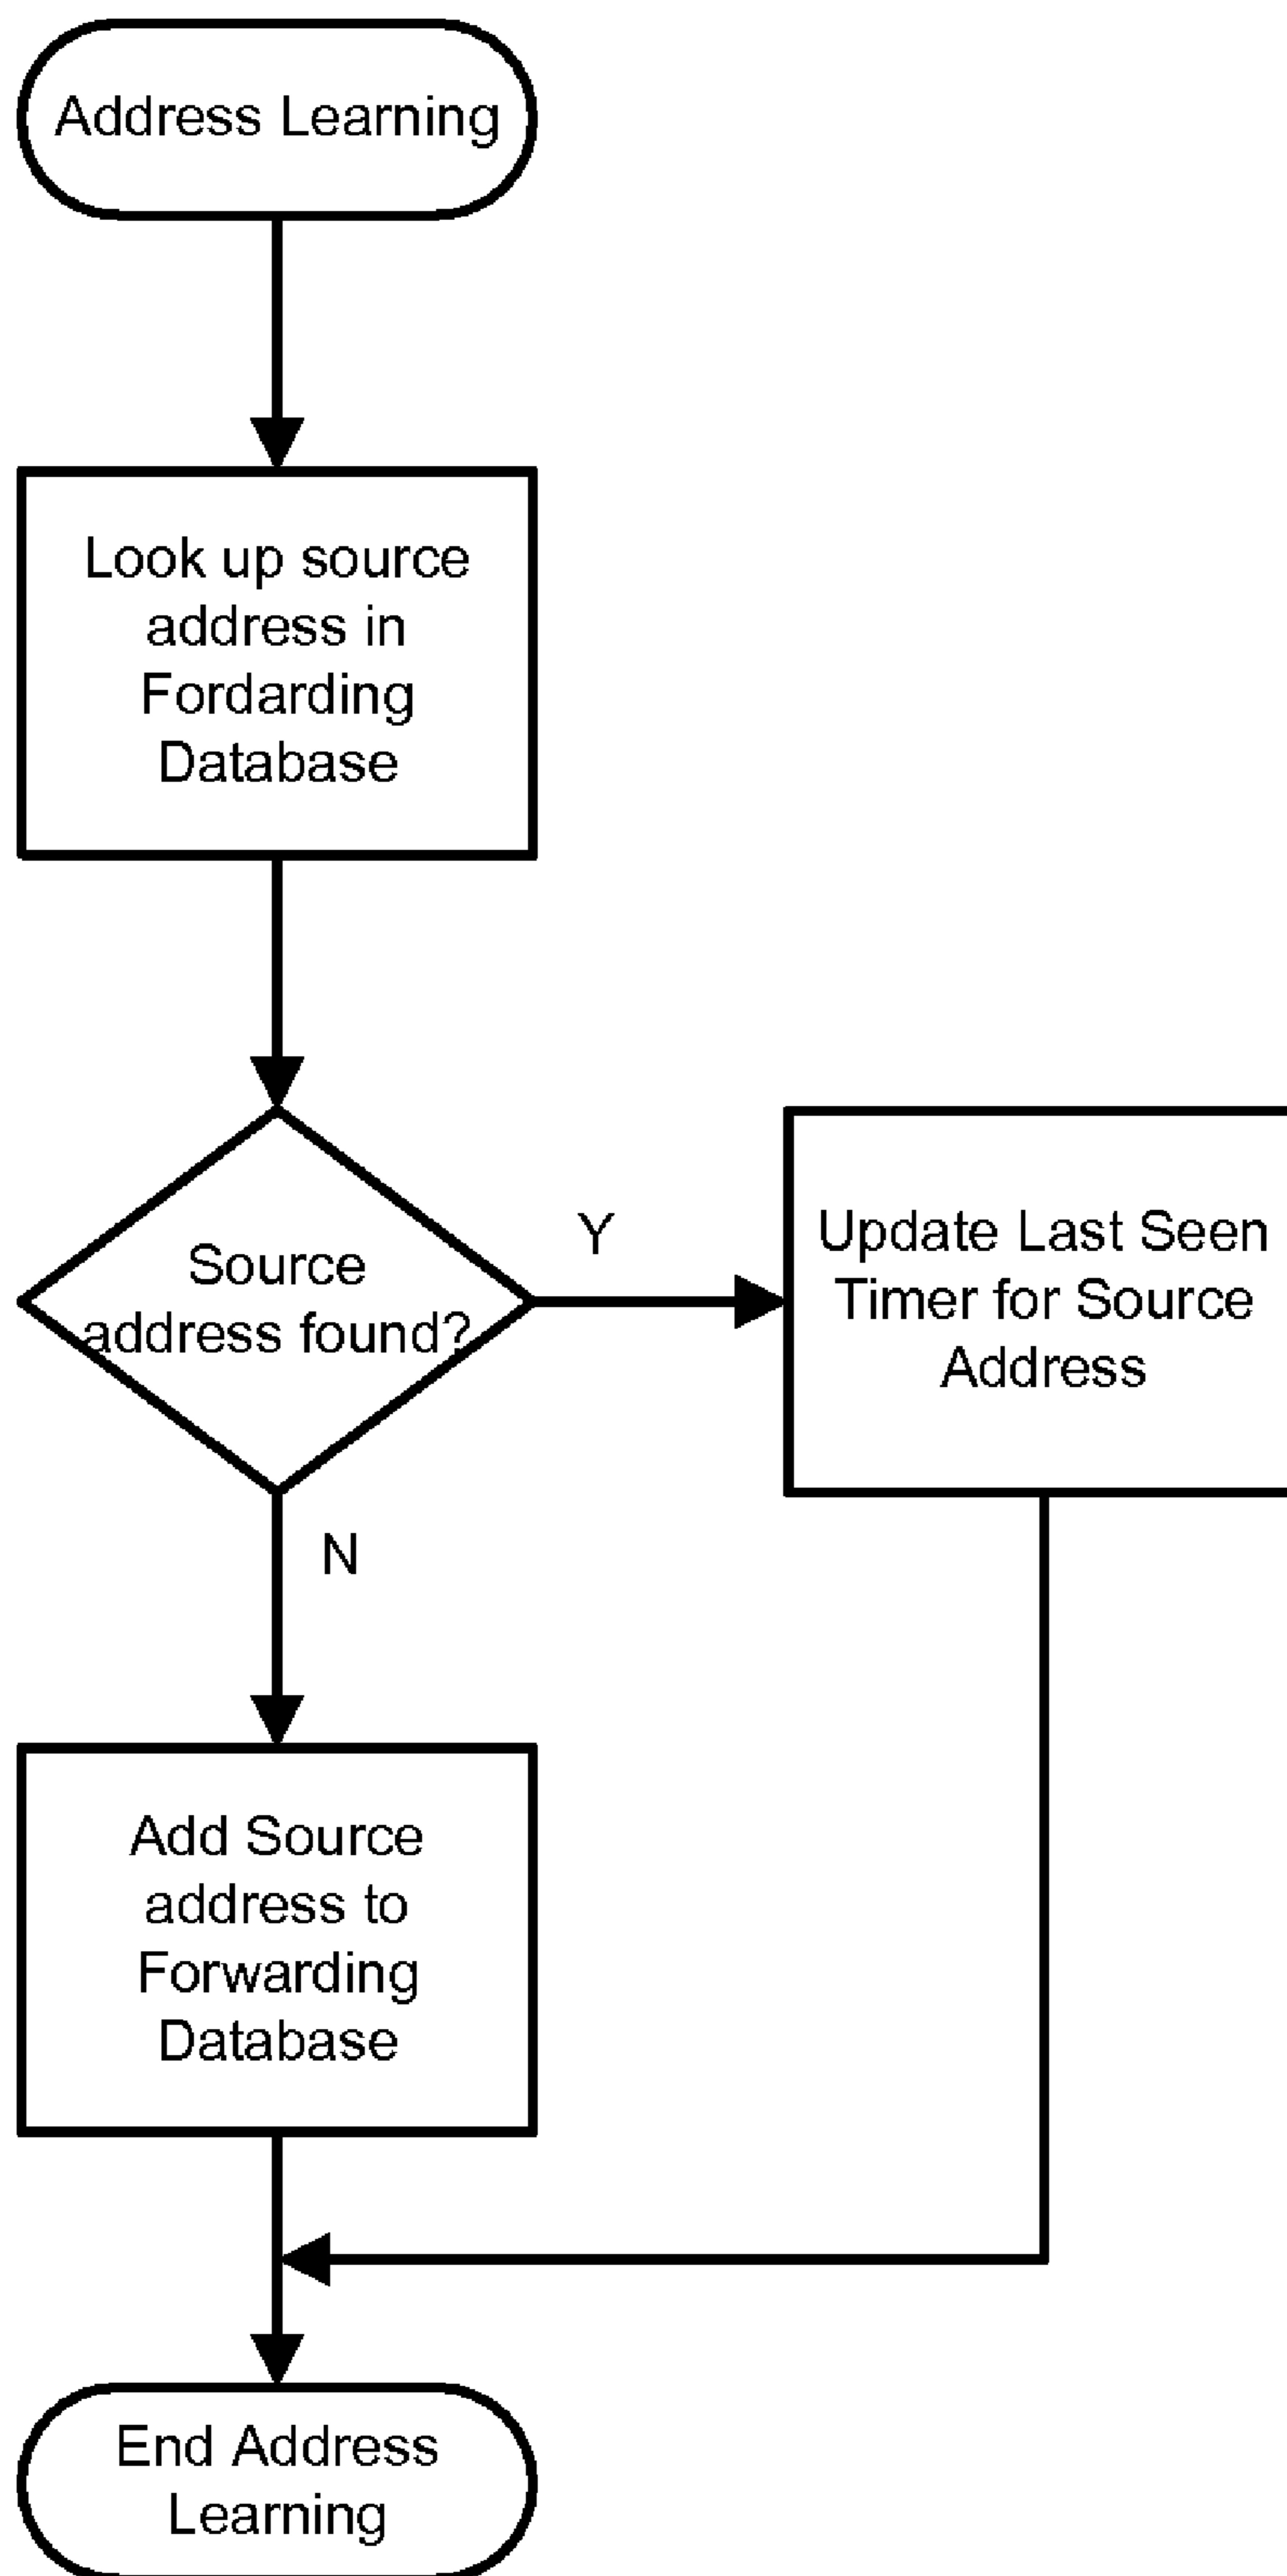 Address Learning
Look up source
address in
Fordarding
Database
Source
address found?
Y
Update Last Seen
Timer for Source
Address
N
Add Source
address to
Forwarding
Database
End Address
Learning